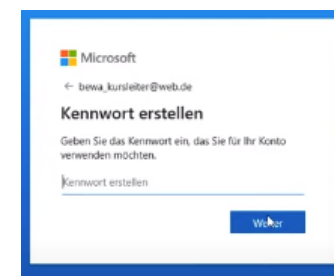 Microsoft
← bewa_kursleiter@web.de
Kennwort erstellen
Geben Sie das Kennwort ein, das Sie für Ihr Konto
verwenden möchten.
Kennwort erstellen
Weiter